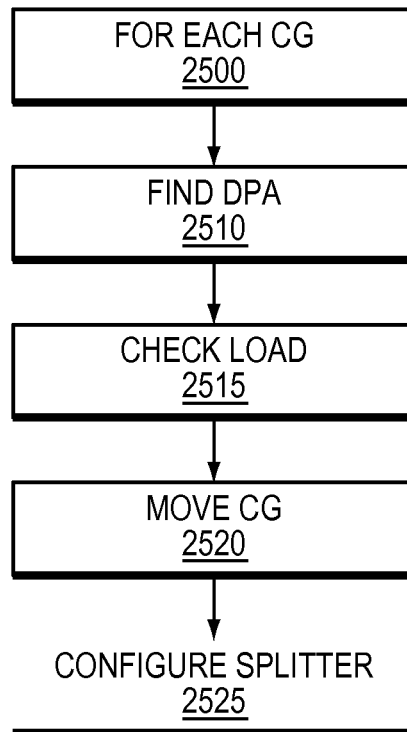 FOR EACH CG
2500
FIND DPA
2510
CHECK LOAD
2515
MOVE CG
2520
CONFIGURE SPLITTER
2525